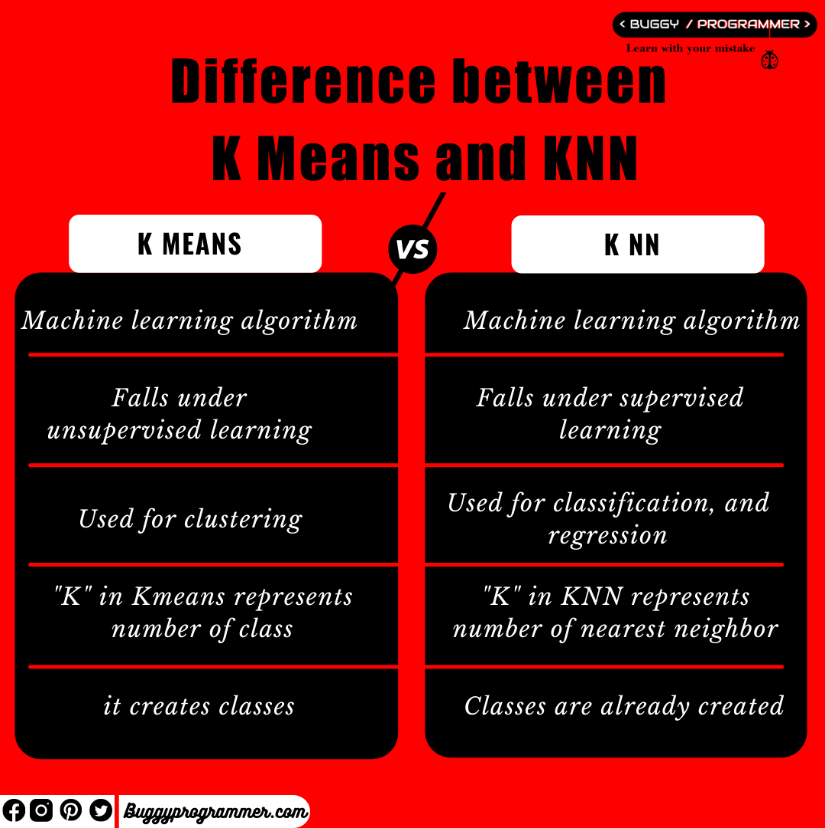 < BUGGY / PROGRAMMER >
Learn with your mistake
Difference between
K Means and KNN
K MEANS
VS
K NN
Machine learning algorithm
Falls under
unsupervised learning
Used for clustering
"K" in Kmeans represents
number of class
it creates classes
Machine learning algorithm
Falls under supervised
learning
Used for classification, and
regression
"K" in KNN represents
number of nearest neighbor
Classes are already created
Buggyprogrammer.com